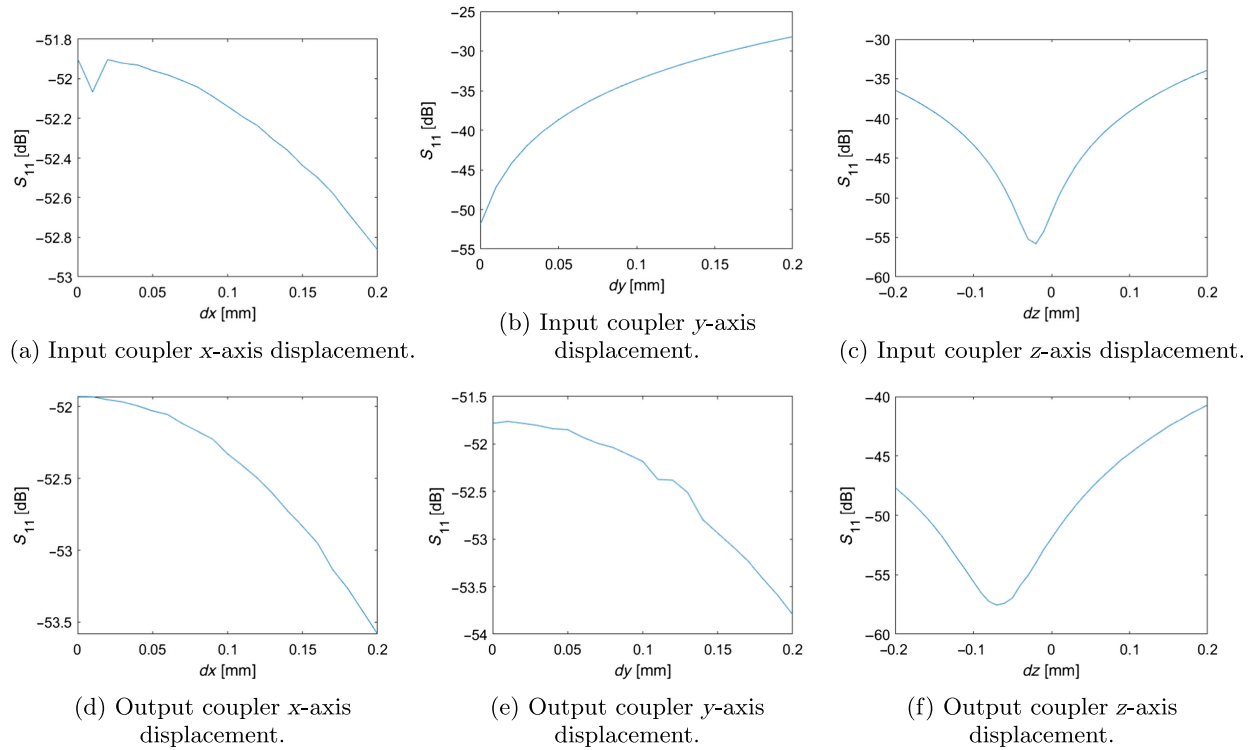 −51.8
−52
−52.2
−52.4
−52.6
−52.8
−53
S11 [dB]
0 0.05 0.1 0.15 0.2
dx [mm]
(a) Input coupler x-axis displacement.
−25
−30
−35
−40
−45
−50
−55
S11 [dB]
0 0.05 0.1 0.15 0.2
dy [mm]
(b) Input coupler y-axis
displacement.
−30
−35
−40
−45
−50
−55
−60
S11 [dB]
−0.2 −0.1 0 0.1 0.2
dz [mm]
(c) Input coupler z-axis displacement.
−52
−52.5
−53
−53.5
S11 [dB]
0 0.05 0.1 0.15 0.2
dx [mm]
(d) Output coupler x-axis
displacement.
−51.5
−52
−52.5
−53
−53.5
−54
S11 [dB]
0 0.05 0.1 0.15 0.2
dy [mm]
(e) Output coupler y-axis
displacement.
−40
−45
−50
−55
−60
S11 [dB]
−0.2 −0.1 0 0.1 0.2
dz [mm]
(f) Output coupler z-axis
displacement.